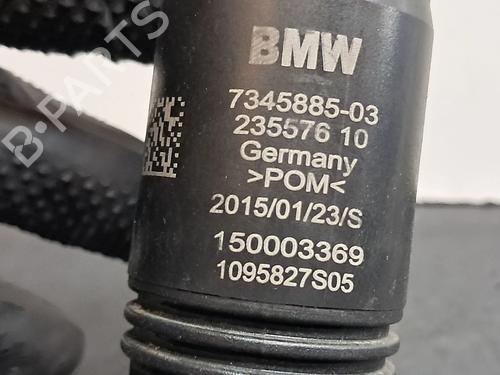 BMW
7345885-03
235576 10
Germany
>POM<
2015/01/23/S
150003369
1095827S05
B-PARTS